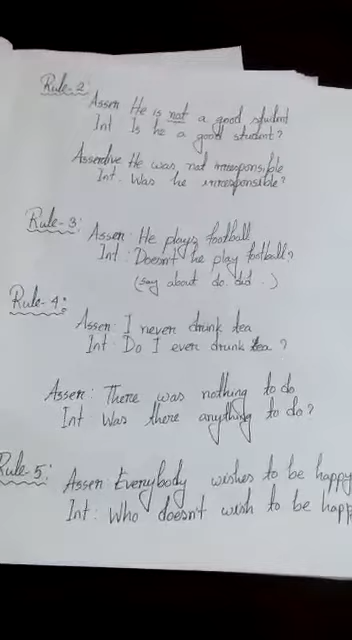 Rule-2:
Assen He is not a good student
Int Is he a good student?
Assertive He was not irresponsible
Int. Was he irresponsible?
Rule-3:
Assen: He plays football
Int: Doesn't he play football?
(say about do. did.)
Rule-4:
Assen: I never drunk tea
Int: Do I ever drunk tea?
Assen: There was nothing to do
Int: Was there anything to do?
Rule-5:
Assen: Everybody wishes to be happy
Int: Who doesn't wish to be happ